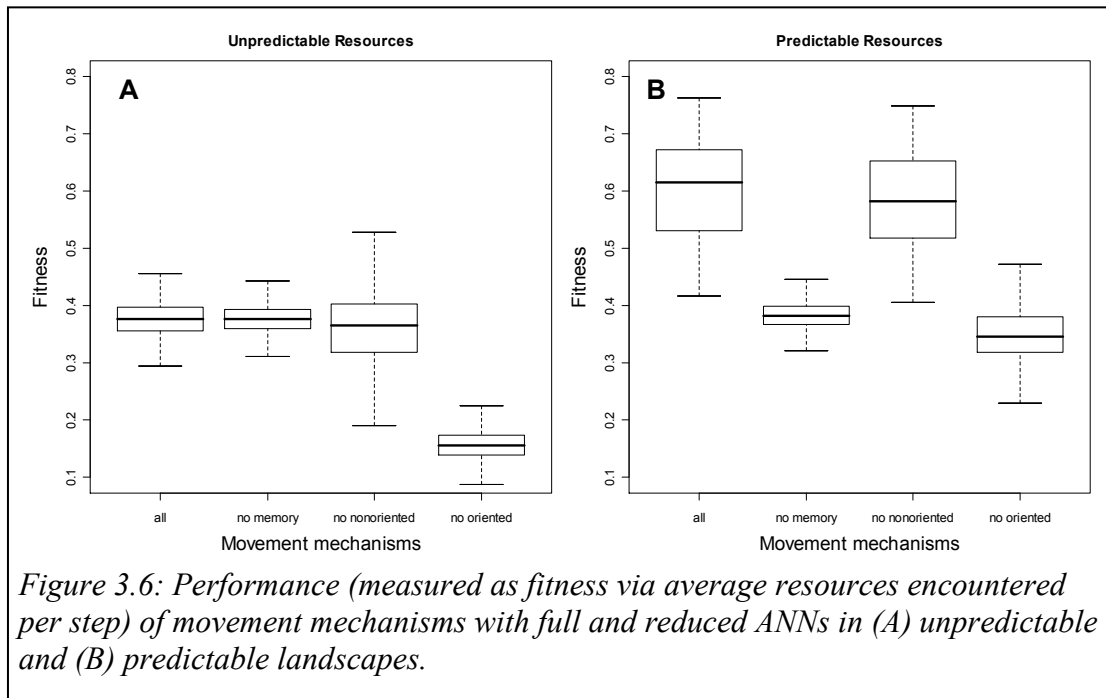 Unpredictable Resources
A
Fitness
0.8
0.7
0.6
0.5
0.4
0.3
0.2
0.1
all
no memory
no nonoriented
no oriented
Movement mechanisms
Predictable Resources
B
Fitness
0.8
0.7
0.6
0.5
0.4
0.3
0.2
0.1
all
no memory
no nonoriented
no oriented
Movement mechanisms
Figure 3.6: Performance (measured as fitness via average resources encountered
per step) of movement mechanisms with full and reduced ANNs in (A) unpredictable
and (B) predictable landscapes.